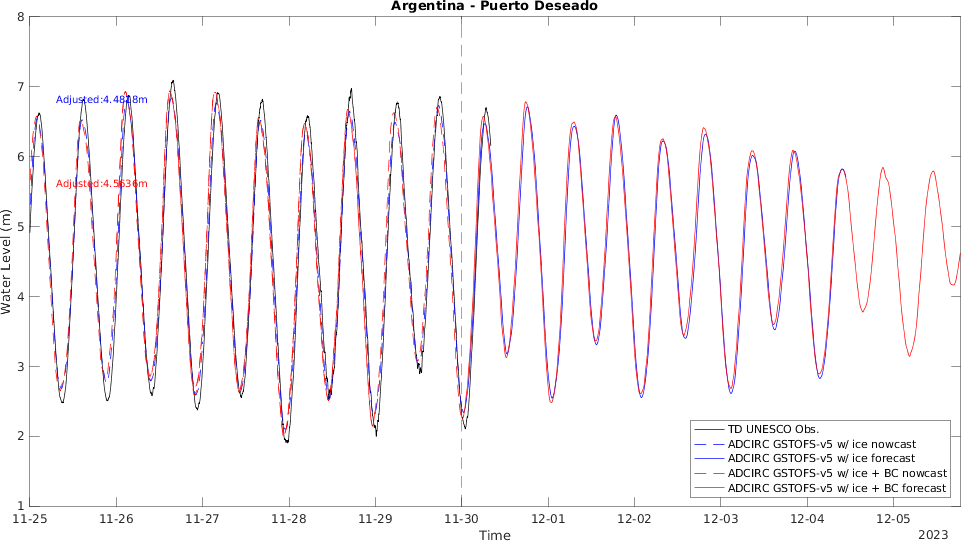 Argentina - Puerto Deseado
Water Level (m)
8
7
6
5
4
3
2
1
Adjusted:4.4818m
Adjusted:4.5636m
TD UNESCO Obs.
ADCIRC GSTOFS-v5 w/ ice nowcast
ADCIRC GSTOFS-v5 w/ ice forecast
ADCIRC GSTOFS-v5 w/ ice + BC nowcast
ADCIRC GSTOFS-v5 w/ ice + BC forecast
11-25 11-26 11-27 11-28 11-29 11-30 12-01 12-02 12-03 12-04 12-05
Time
2023